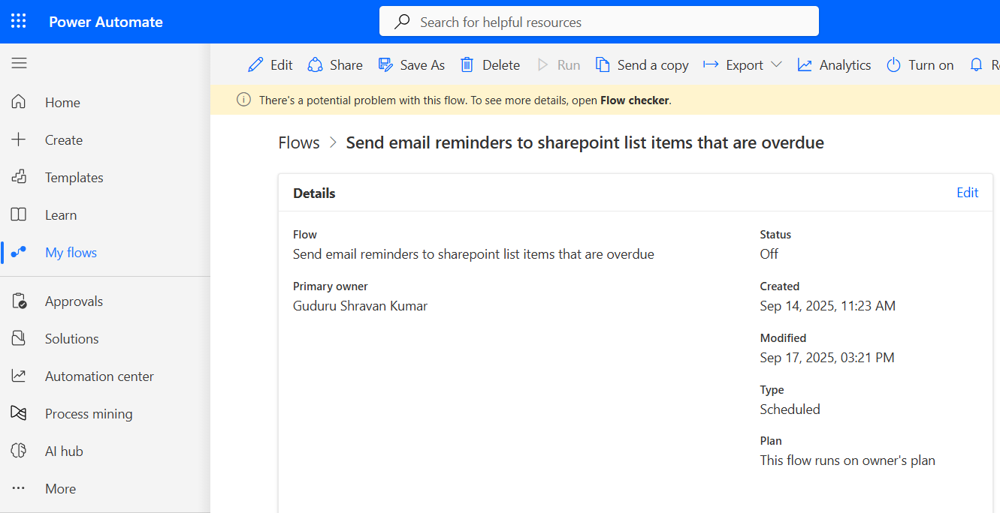 Power Automate
Search for helpful resources
Edit
Share
Save As
Delete
Run
Send a copy
Export
Analytics
Turn on
There's a potential problem with this flow. To see more details, open Flow checker.
Home
Create
Templates
Learn
My flows
Approvals
Solutions
Automation center
Process mining
AI hub
More
Flows > Send email reminders to sharepoint list items that are overdue
Details
Edit
Flow
Send email reminders to sharepoint list items that are overdue
Primary owner
Guduru Shravan Kumar
Status
Off
Created
Sep 14, 2025, 11:23 AM
Modified
Sep 17, 2025, 03:21 PM
Type
Scheduled
Plan
This flow runs on owner's plan